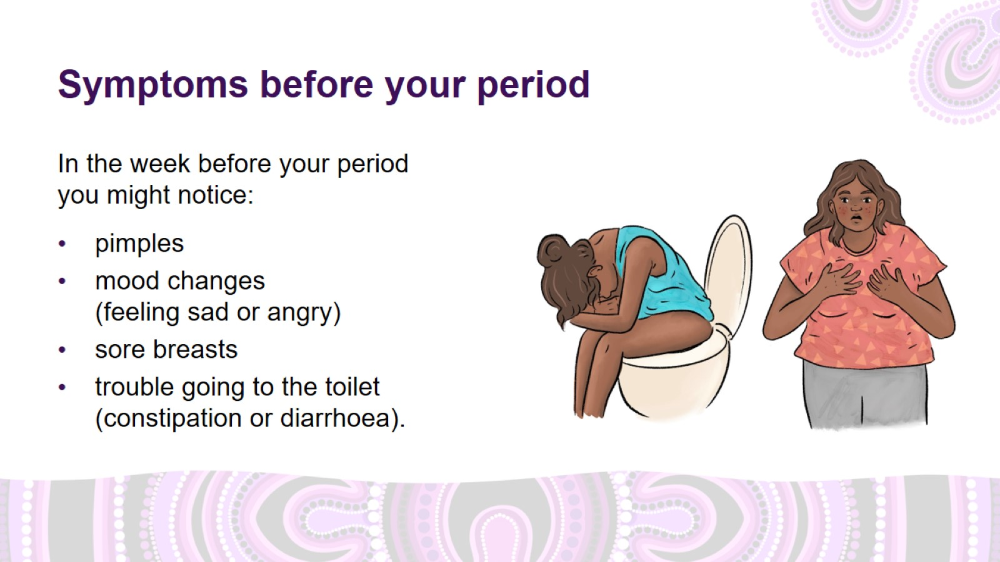 Symptoms before your period
In the week before your period
you might notice:
• pimples
• mood changes
(feeling sad or angry)
• sore breasts
• trouble going to the toilet
(constipation or diarrhoea).